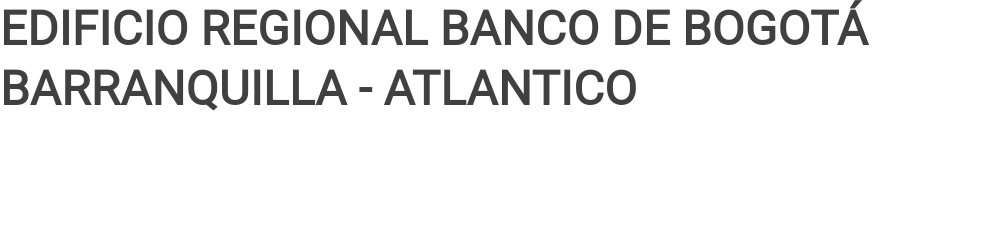 EDIFICIO REGIONAL BANCO DE BOGOTÁ
BARRANQUILLA - ATLANTICO